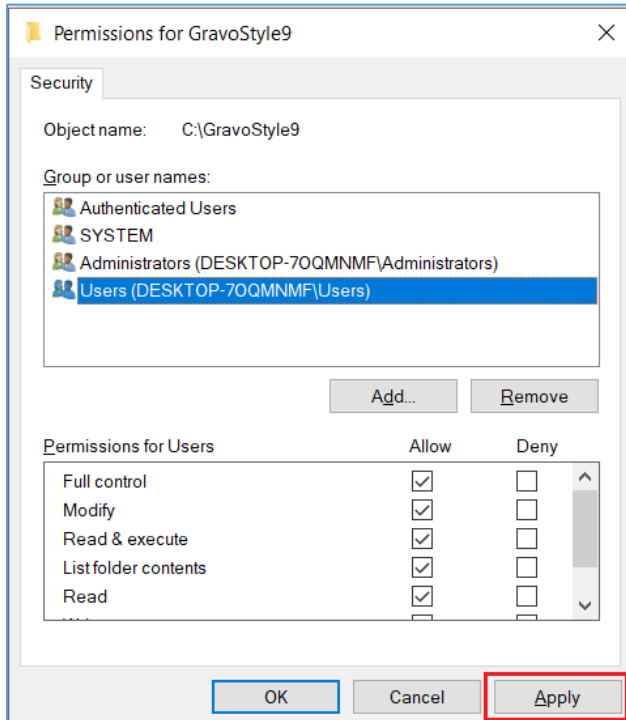 Permissions for GravoStyle9
Security
Object name: C:\GravoStyle9
Group or user names:
Authenticated Users
SYSTEM
Administrators (DESKTOP-7OQMNMF\Administrators)
Users (DESKTOP-7OQMNMF\Users)
Add... Remove
Permissions for Users Allow Deny
Full control
Modify
Read & execute
List folder contents
Read
OK Cancel Apply